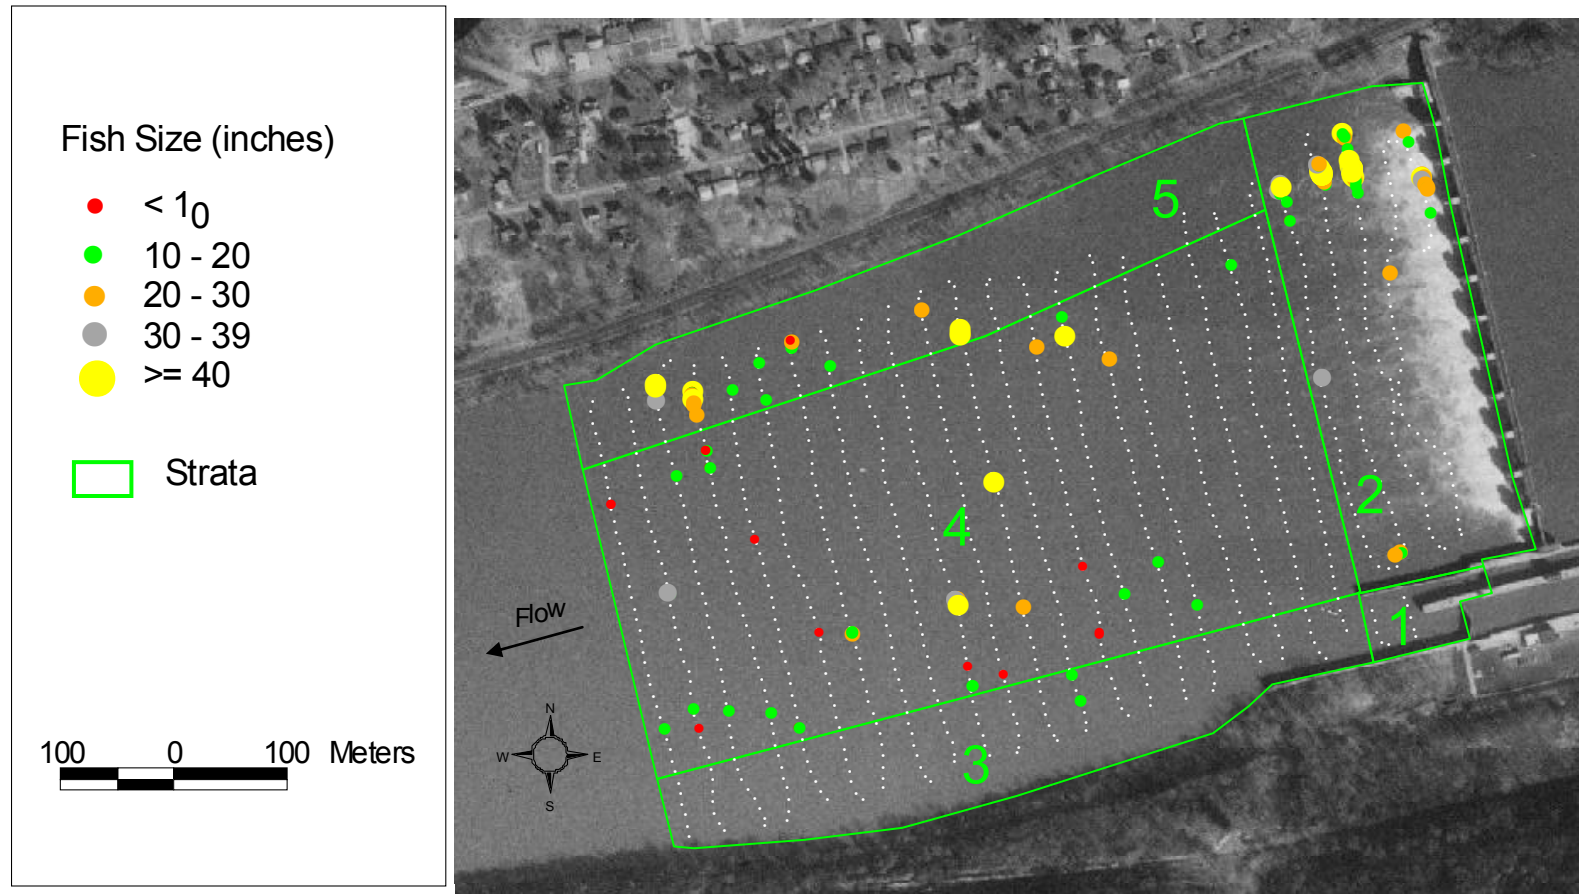 Fish Size (inches)
< 10
10 - 20
20 - 30
30 - 39
>= 40
Strata
100 0 100 Meters
5
2
4
1
3
Flow
N
W E
S